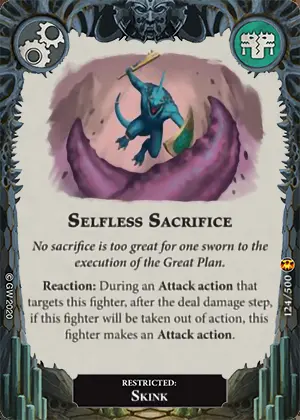 SELFLESS SACRIFICE
No sacrifice is too great for one sworn to the
execution of the Great Plan.
Reaction: During an Attack action that
targets this fighter, after the deal damage step,
if this fighter will be taken out of action, this
fighter makes an Attack action.
© GW 2020
124/500
RESTRICTED:
SKINK